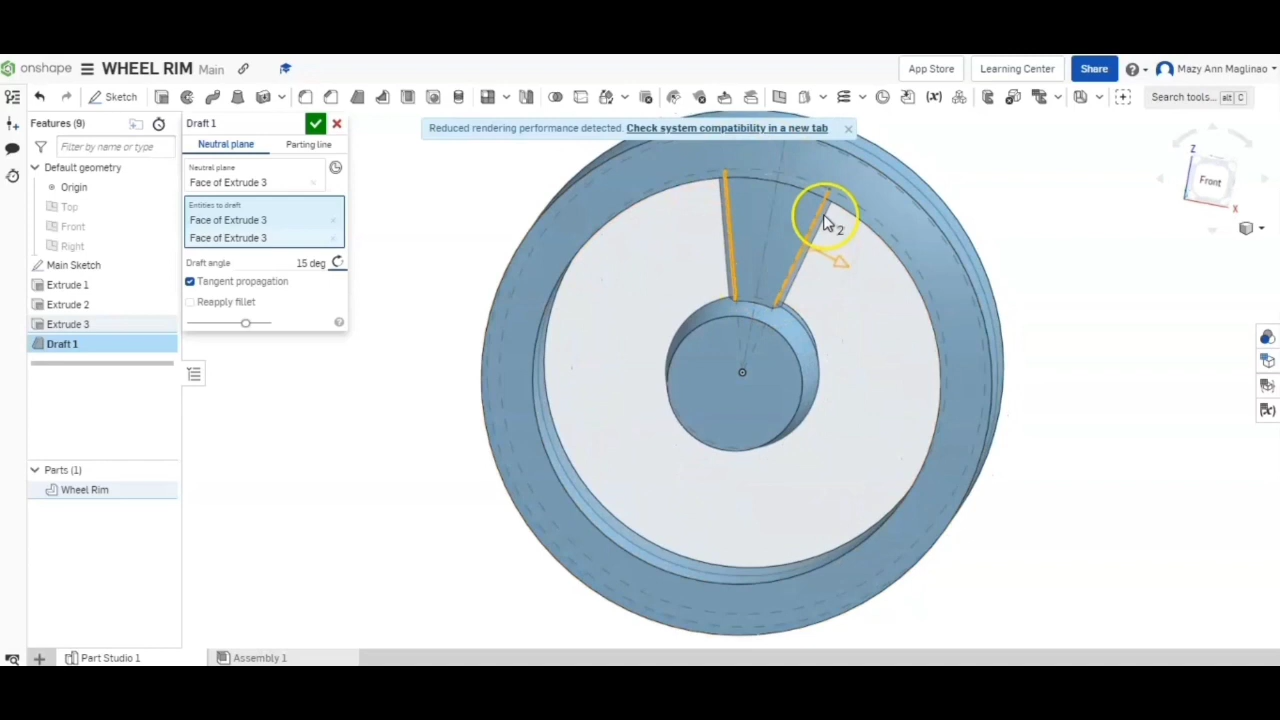 onshape WHEEL RIM Main App Store Learning Center Share Mazy Ann Maglinao
Sketch Search tools... alt C
Features (9)
Filter by name or type
Default geometry
Origin
Top
Front
Right
Main Sketch
Extrude 1
Extrude 2
Extrude 3
Draft 1
Parts (1)
Wheel Rim
Draft 1
Neutral plane Parting line
Neutral plane
Face of Extrude 3
Entities to draft
Face of Extrude 3
Face of Extrude 3
Draft angle 15 deg
Tangent propagation
Reapply fillet
Reduced rendering performance detected. Check system compatibility in a new tab
2
Z
Front
X
Part Studio 1 Assembly 1